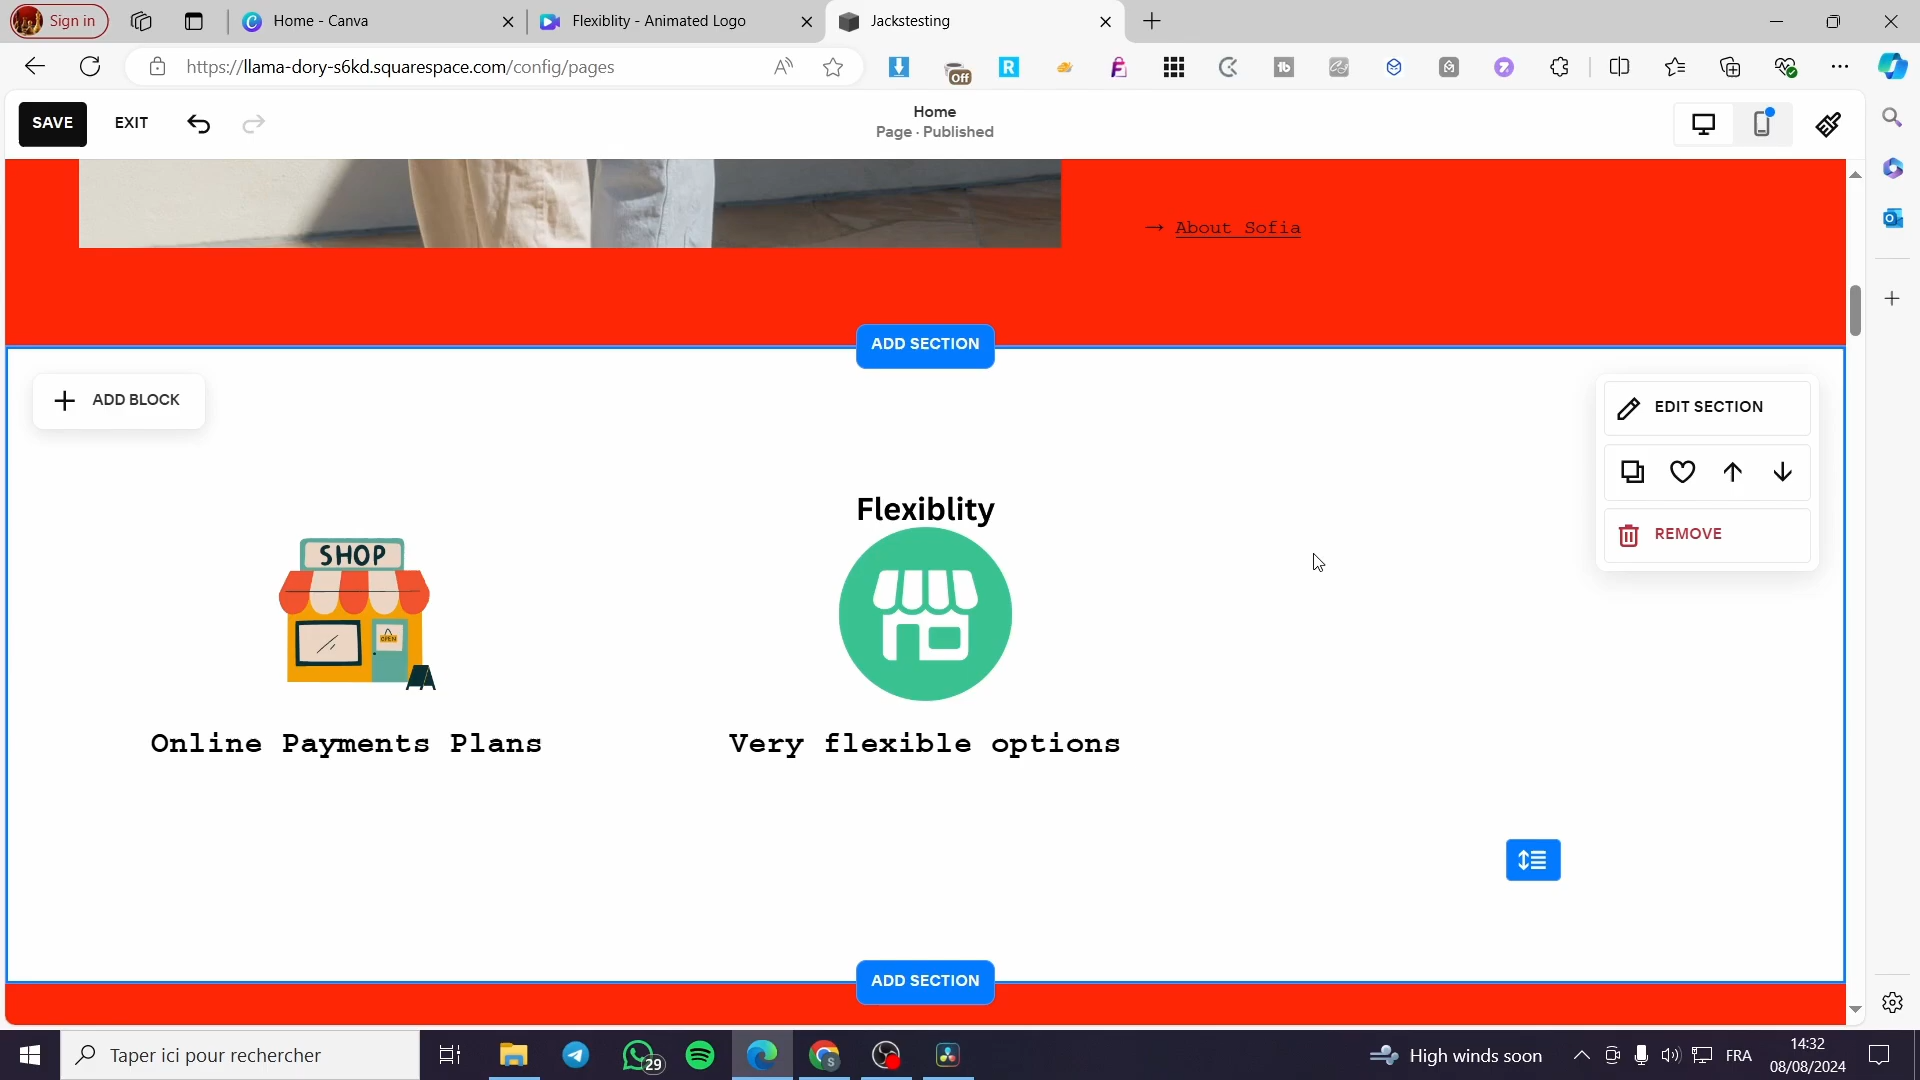 Sign in
Home - Canva
Flexiblity - Animated Logo
Jackstesting
https://llama-dory-s6kd.squarespace.com/config/pages
Off
SAVE
EXIT
Home
Page · Published
→ About Sofia
ADD SECTION
ADD BLOCK
EDIT SECTION
REMOVE
SHOP
OPEN
Online Payments Plans
Flexiblity
Very flexible options
ADD SECTION
Taper ici pour rechercher
29
High winds soon
FRA
14:32
08/08/2024